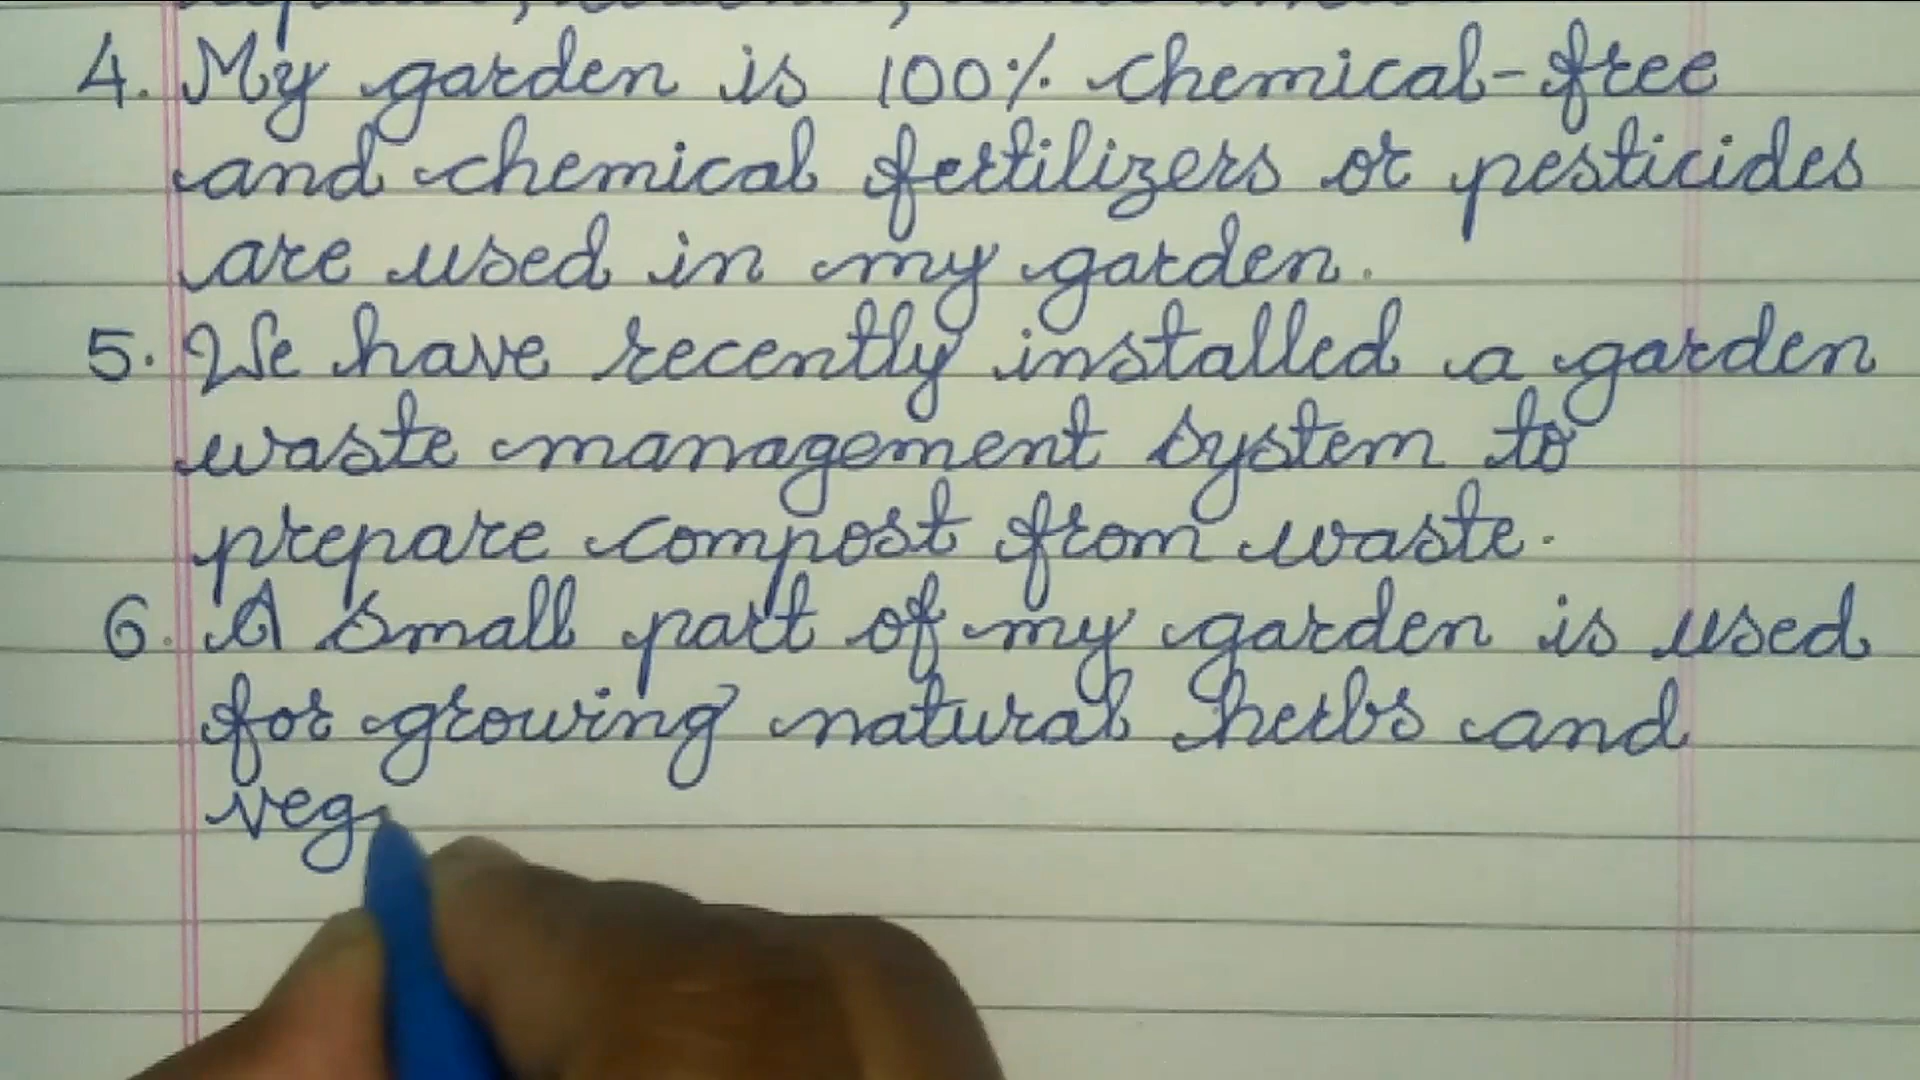 4. My garden is 100% chemical-free
and chemical fertilizers or pesticides
are used in my garden.
5. We have recently installed a garden
waste management system to
prepare compost from waste.
6. A small part of my garden is used
for growing natural herbs and
veg